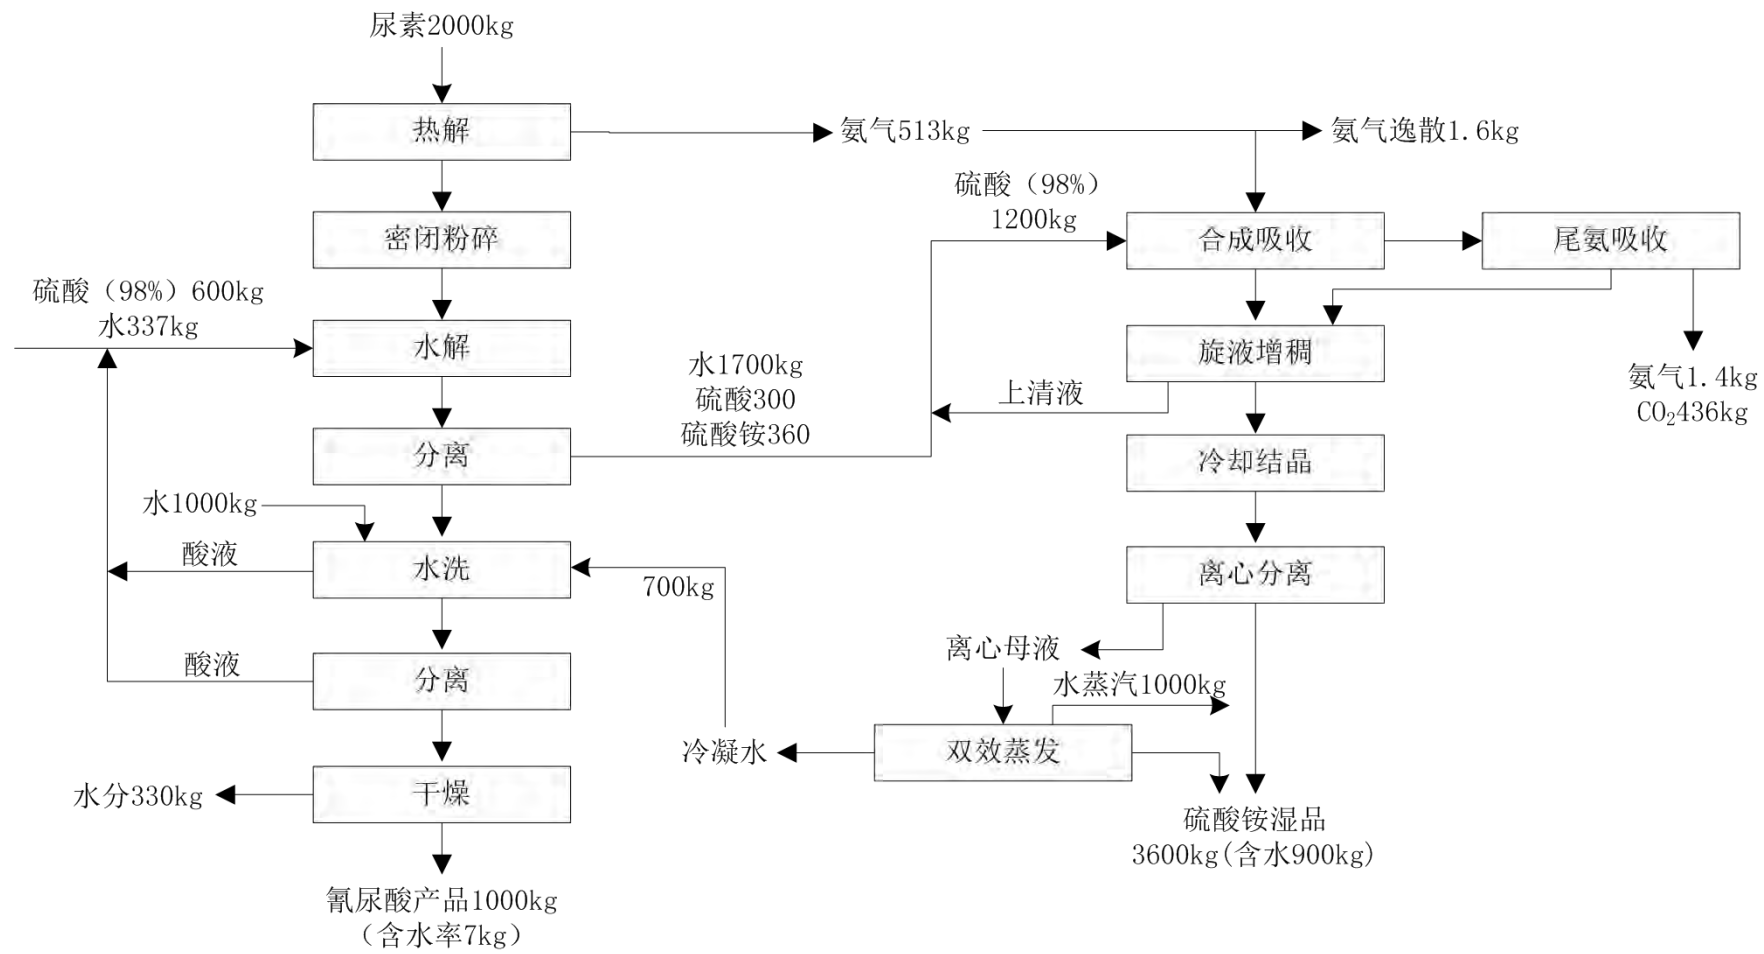 尿素2000kg
热解
氨气513kg
氨气逸散1.6kg
硫酸（98%）
1200kg
密闭粉碎
合成吸收
尾氨吸收
硫酸（98%）600kg
水337kg
水解
旋液增稠
水1700kg
硫酸300
硫酸铵360
上清液
氨气1.4kg
CO₂436kg
分离
冷却结晶
水1000kg
酸液
水洗
700kg
离心分离
酸液
分离
离心母液
水蒸汽1000kg
冷凝水
双效蒸发
水分330kg
干燥
硫酸铵湿品
3600kg(含水900kg)
氰尿酸产品1000kg
（含水率7kg）